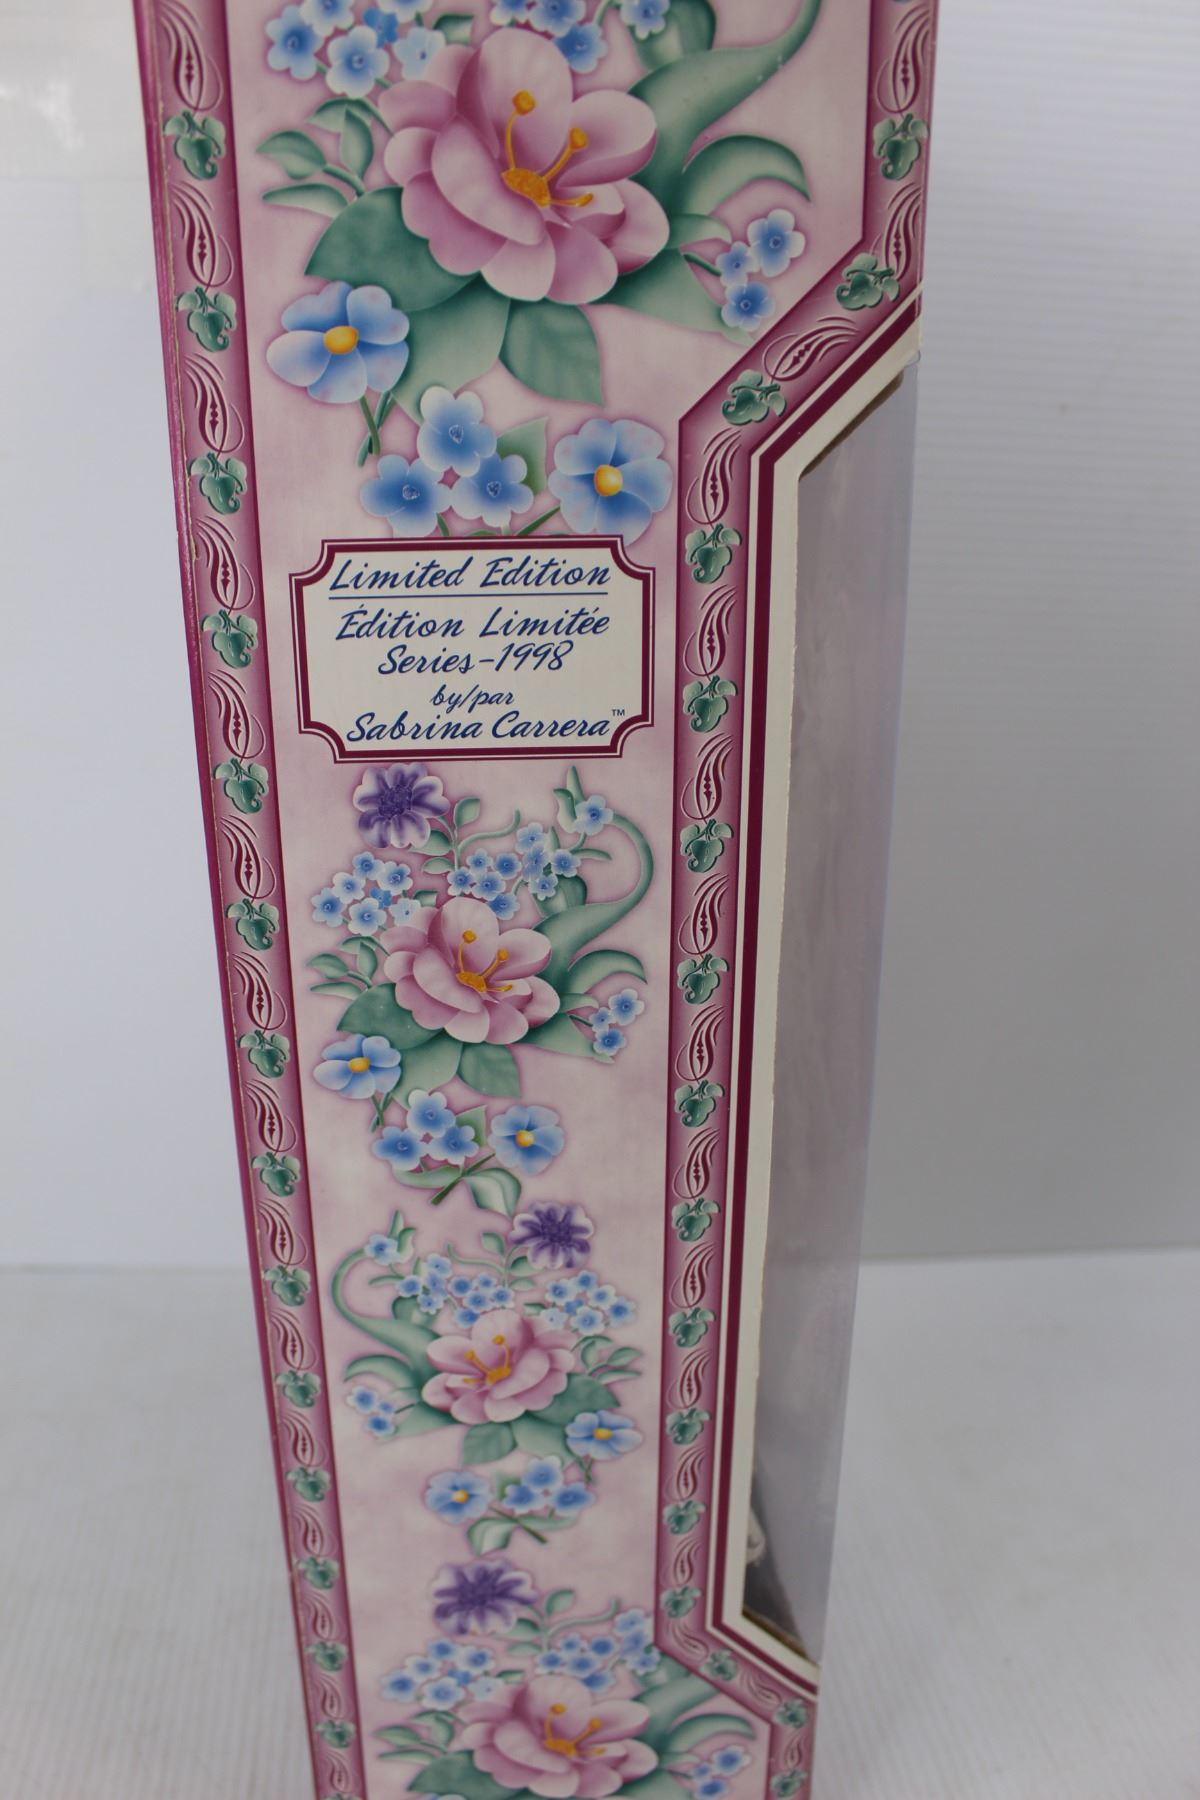 Limited Edition
Édition Limitée
Series-1998
by/par
Sabrina Carrera™